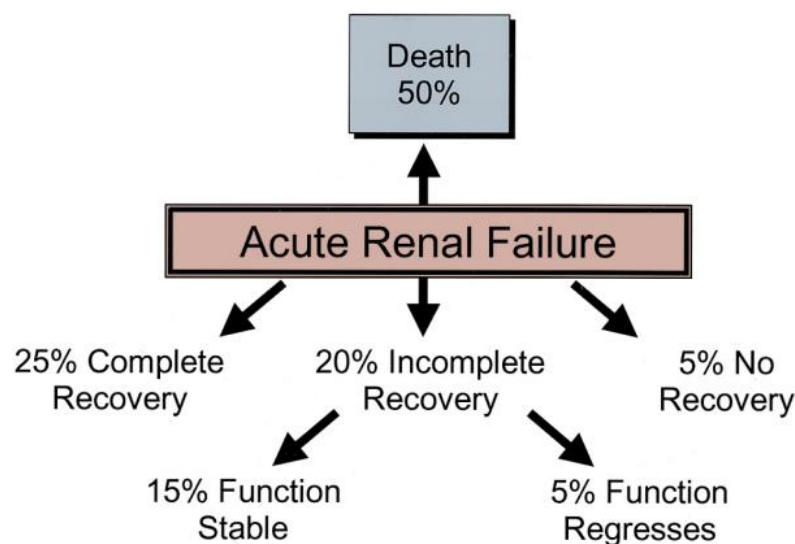 Death
50%
Acute Renal Failure
25% Complete
Recovery
20% Incomplete
Recovery
5% No
Recovery
15% Function
Stable
5% Function
Regresses